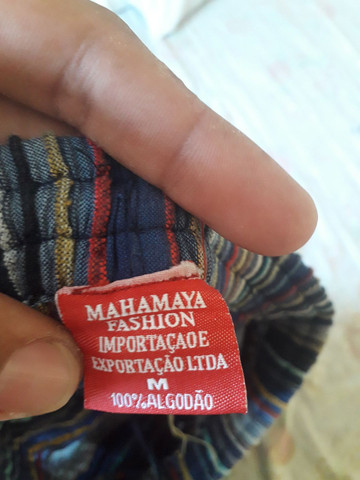 MAHAMAYA
FASHION
IMPORTAÇAOE
EXPORTAÇÃO LTDA
M
100%ALGODÃO